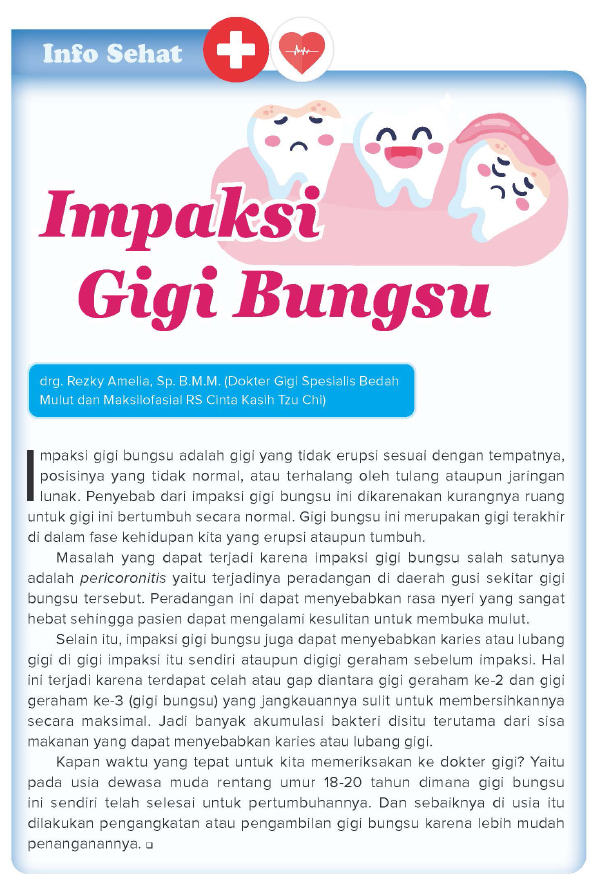 Info Sehat
Impaksi
Gigi Bungsu
drg. Rezky Amelia, Sp. B.M.M. (Dokter Gigi Spesialis Bedah
Mulut dan Maksilofasial RS Cinta Kasih Tzu Chi)
Impaksi gigi bungsu adalah gigi yang tidak erupsi sesuai dengan tempatnya,
posisinya yang tidak normal, atau terhalang oleh tulang ataupun jaringan
lunak. Penyebab dari impaksi gigi bungsu ini dikarenakan kurangnya ruang
untuk gigi ini bertumbuh secara normal. Gigi bungsu ini merupakan gigi terakhir
di dalam fase kehidupan kita yang erupsi ataupun tumbuh.
Masalah yang dapat terjadi karena impaksi gigi bungsu salah satunya
adalah pericoronitis yaitu terjadinya peradangan di daerah gusi sekitar gigi
bungsu tersebut. Peradangan ini dapat menyebabkan rasa nyeri yang sangat
hebat sehingga pasien dapat mengalami kesulitan untuk membuka mulut.
Selain itu, impaksi gigi bungsu juga dapat menyebabkan karies atau lubang
gigi di gigi impaksi itu sendiri ataupun digigi geraham sebelum impaksi. Hal
ini terjadi karena terdapat celah atau gap diantara gigi geraham ke-2 dan gigi
geraham ke-3 (gigi bungsu) yang jangkauannya sulit untuk membersihkannya
secara maksimal. Jadi banyak akumulasi bakteri disitu terutama dari sisa
makanan yang dapat menyebabkan karies atau lubang gigi.
Kapan waktu yang tepat untuk kita memeriksakan ke dokter gigi? Yaitu
pada usia dewasa muda rentang umur 18-20 tahun dimana gigi bungsu
ini sendiri telah selesai untuk pertumbuhannya. Dan sebaiknya di usia itu
dilakukan pengangkatan atau pengambilan gigi bungsu karena lebih mudah
penanganannya. ❑